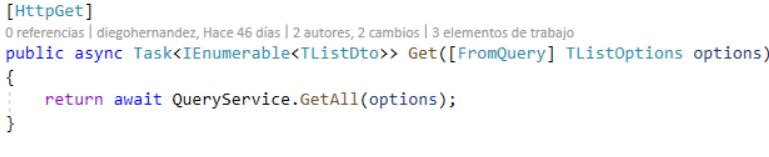 [HttpGet]
0 referencias | diegohernandez, Hace 46 días | 2 autores, 2 cambios | 3 elementos de trabajo
public async Task<IEnumerable<TListDto>> Get([FromQuery] TListOptions options)
{
    return await QueryService.GetAll(options);
}